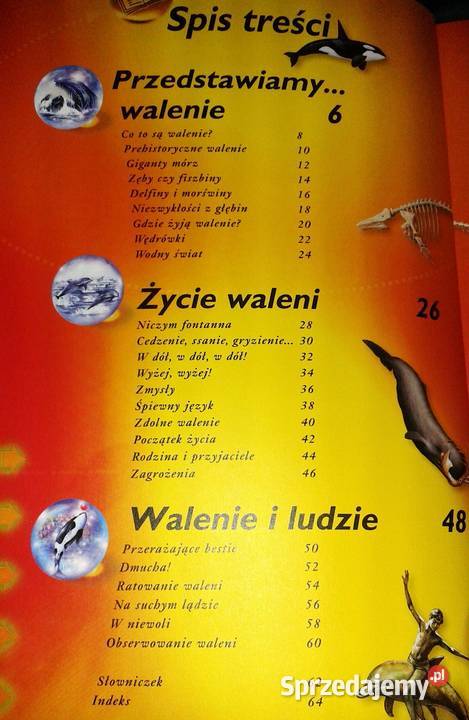 Spis treści
Przedstawiamy...
walenie 6
Co to są walenie? 8
Prehistoryczne walenie 10
Giganty mórz 12
Zęby czy fiszbiny 14
Delfiny i morświny 16
Niezwykłości z głębin 18
Gdzie żyją walenie? 20
Wędrówki 22
Wodny świat 24
Życie waleni 26
Niczym fontanna 28
Cedzenie, ssanie, gryzienie... 30
W dół, w dół, w dół! 32
Wyżej, wyżej! 34
Zmysły 36
Śpiewny język 38
Zdolne walenie 40
Początek życia 42
Rodzina i przyjaciele 44
Zagrożenia 46
Walenie i ludzie 48
Przerażające bestie 50
Dmucha! 52
Ratowanie waleni 54
Na suchym lądzie 56
W niewoli 58
Obserwowanie waleni 60
Słowniczek
Indeks 64
Sprzedajemy.pl